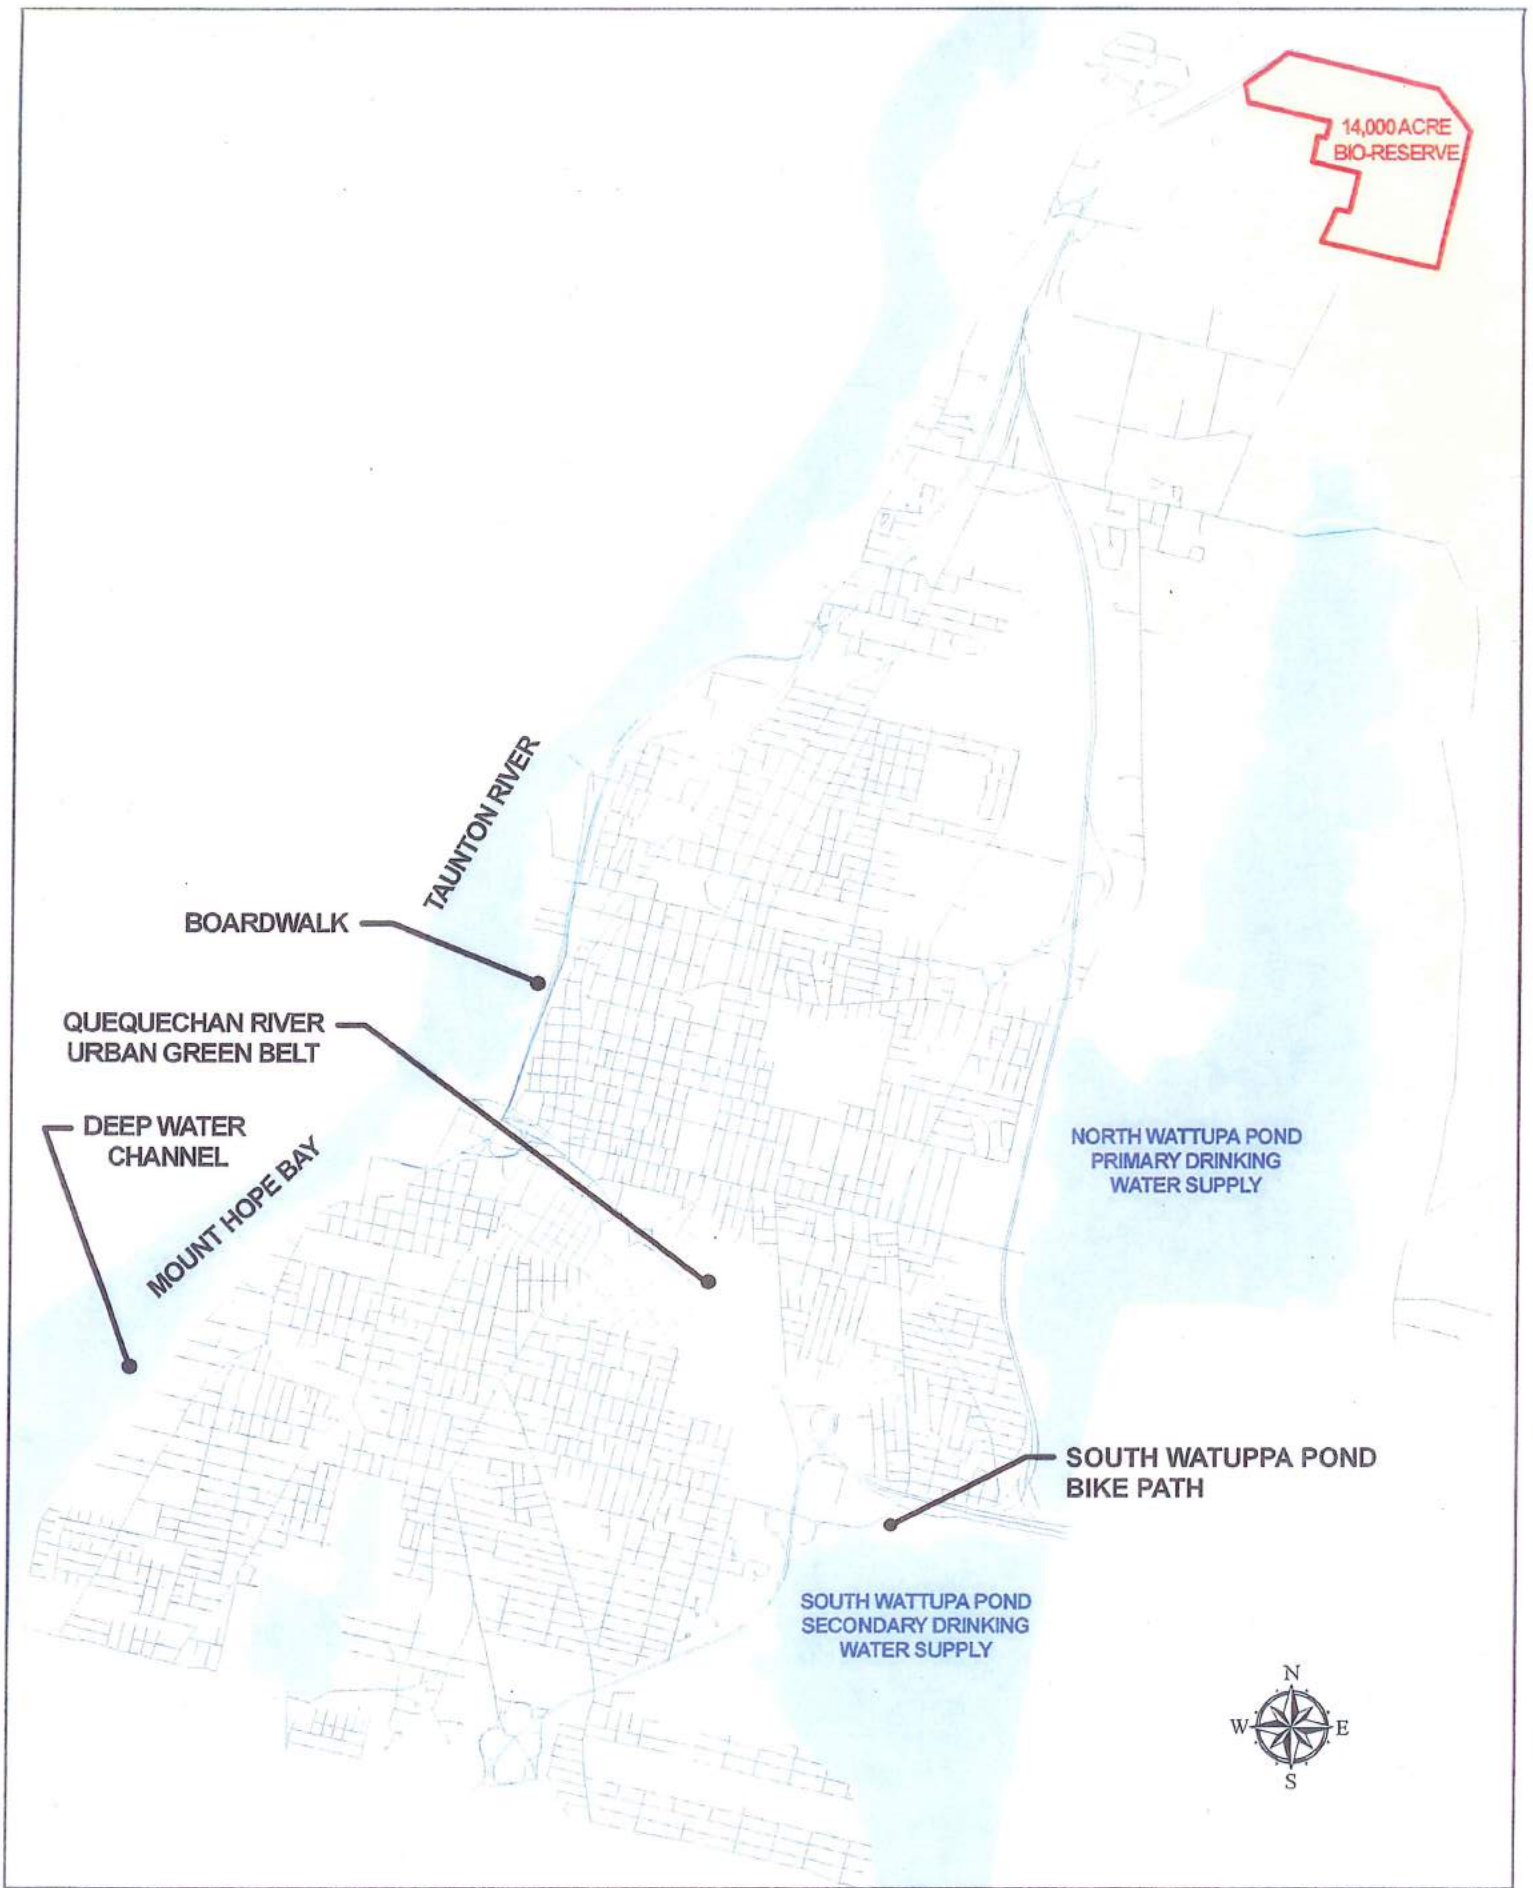 14,000 ACRE
BIO-RESERVE
TAUNTON RIVER
BOARDWALK
QUEQUECHAN RIVER
URBAN GREEN BELT
DEEP WATER
CHANNEL
MOUNT HOPE BAY
NORTH WATTUPA POND
PRIMARY DRINKING
WATER SUPPLY
SOUTH WATUPPA POND
BIKE PATH
SOUTH WATTUPA POND
SECONDARY DRINKING
WATER SUPPLY
N
W E
S